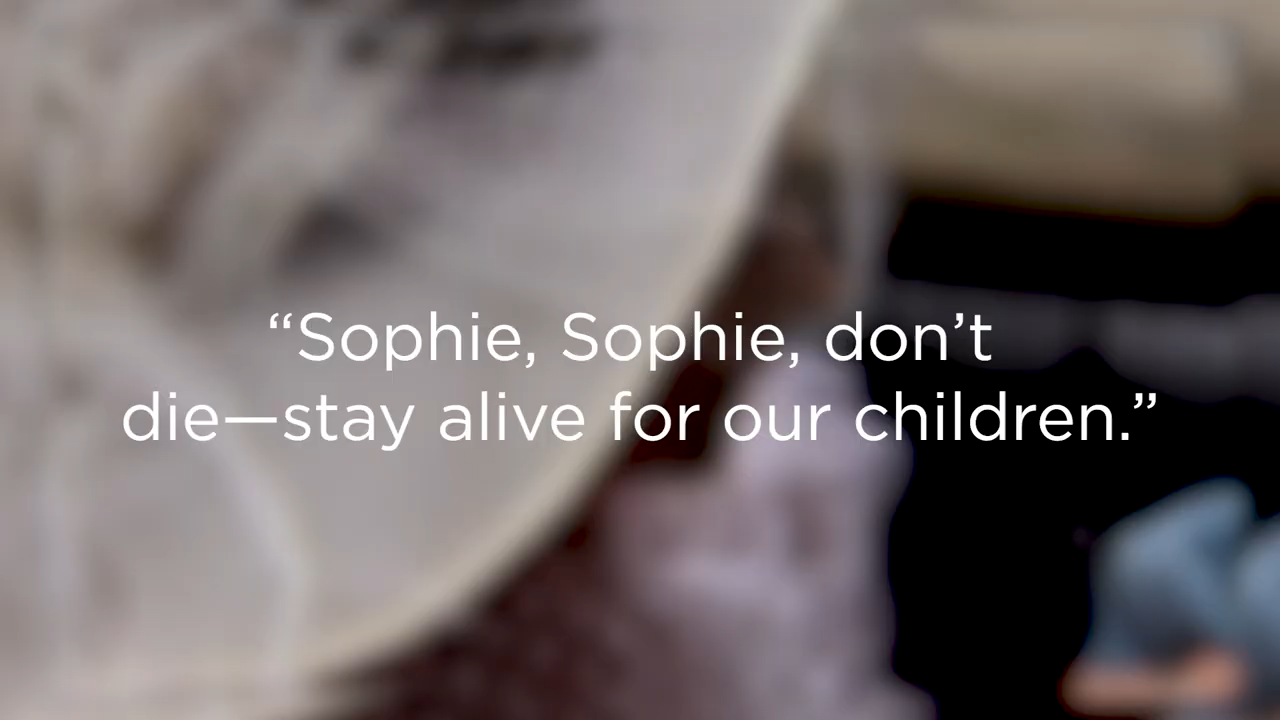 “Sophie, Sophie, don’t
die—stay alive for our children.”